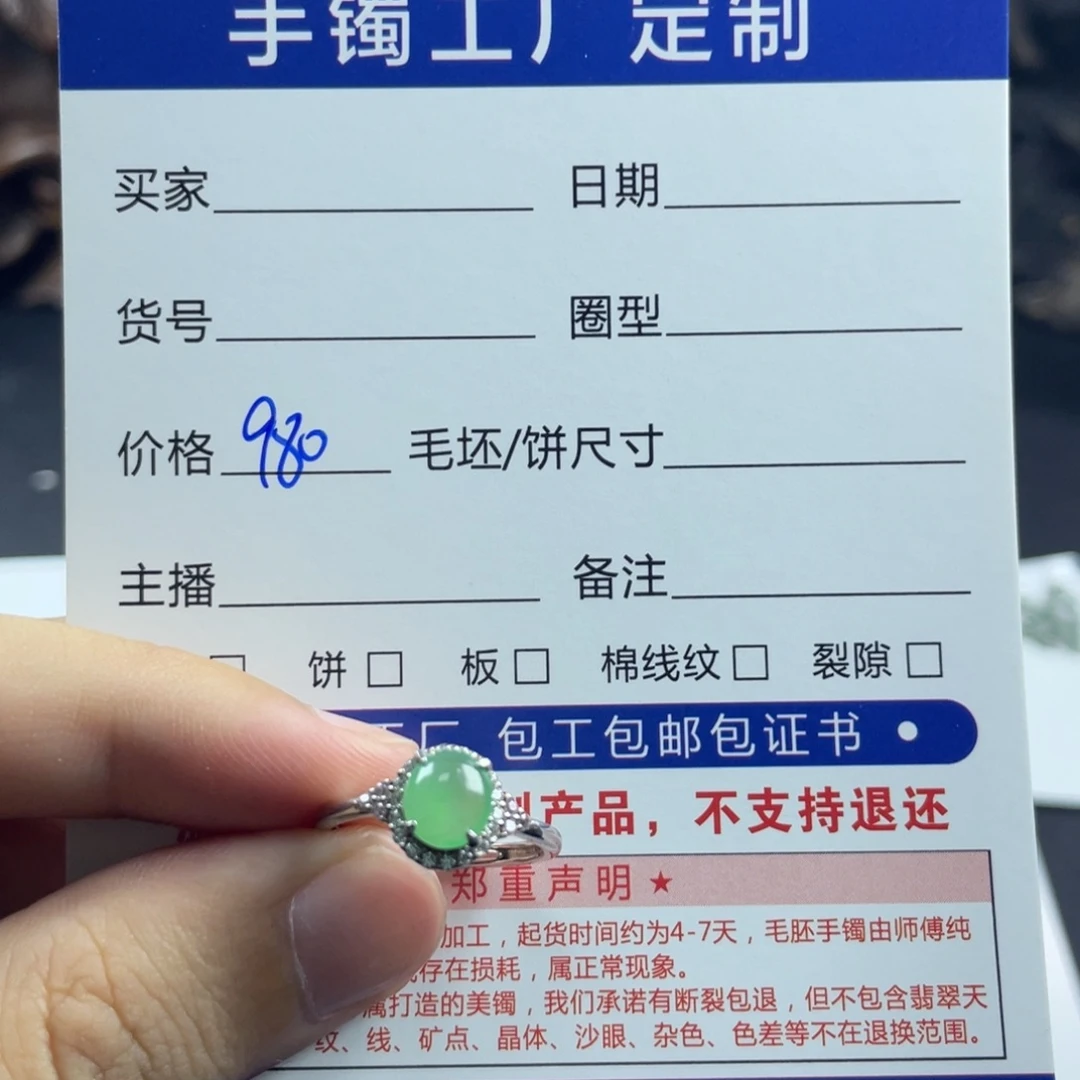 手镯工厂定制
买家 日期
货号 圈型
价格 980 毛坯/饼尺寸
主播 备注
饼 板 棉线纹 裂隙
工厂 包工包邮包证书
产品，不支持退还
郑重声明
加工，起货时间约为4-7天，毛胚手镯由师傅纯
存在损耗，属正常现象。
属打造的美镯，我们承诺有断裂包退，但不包含翡翠天
纹、线、矿点、晶体、沙眼、杂色、色差等不在退换范围。